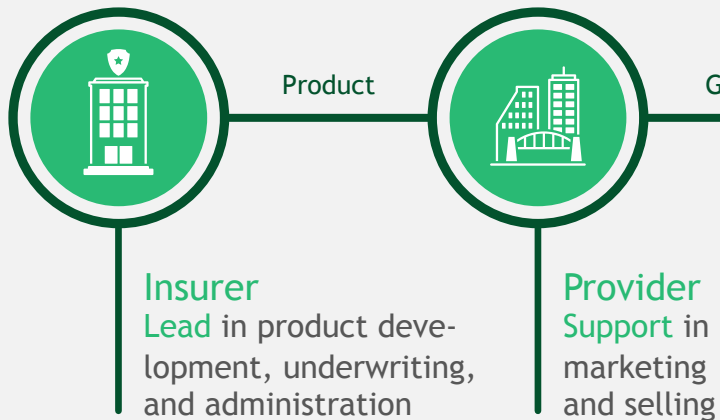 Product
G
Insurer
Lead in product deve-
lopment, underwriting,
and administration
Provider
Support in
marketing
and selling